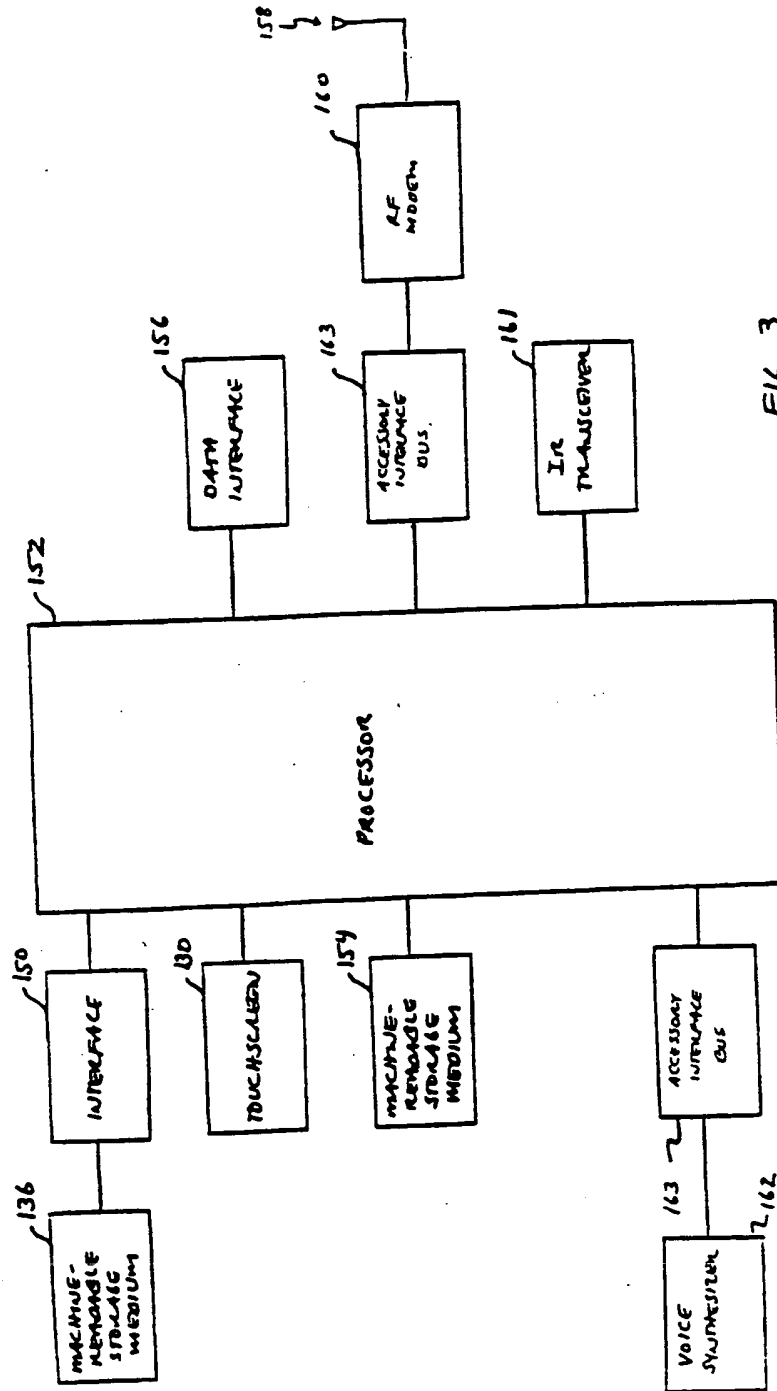 158
160
RF
MODEM
156
DATA
INTERFACE
163
ACCESSORY
INTERFACE
BUS.
161
IR
TRANSCEIVER
FIG. 3
152
PROCESSOR
150
INTERFACE
130
TOUCHSCREEN
154
MACHINE-
READABLE
STORAGE
MEDIUM
ACCESSORY
INTERFACE
BUS
163
136
MACHINE-
READABLE
STORAGE
MEDIUM
VOICE
SYNTHESIZER
162